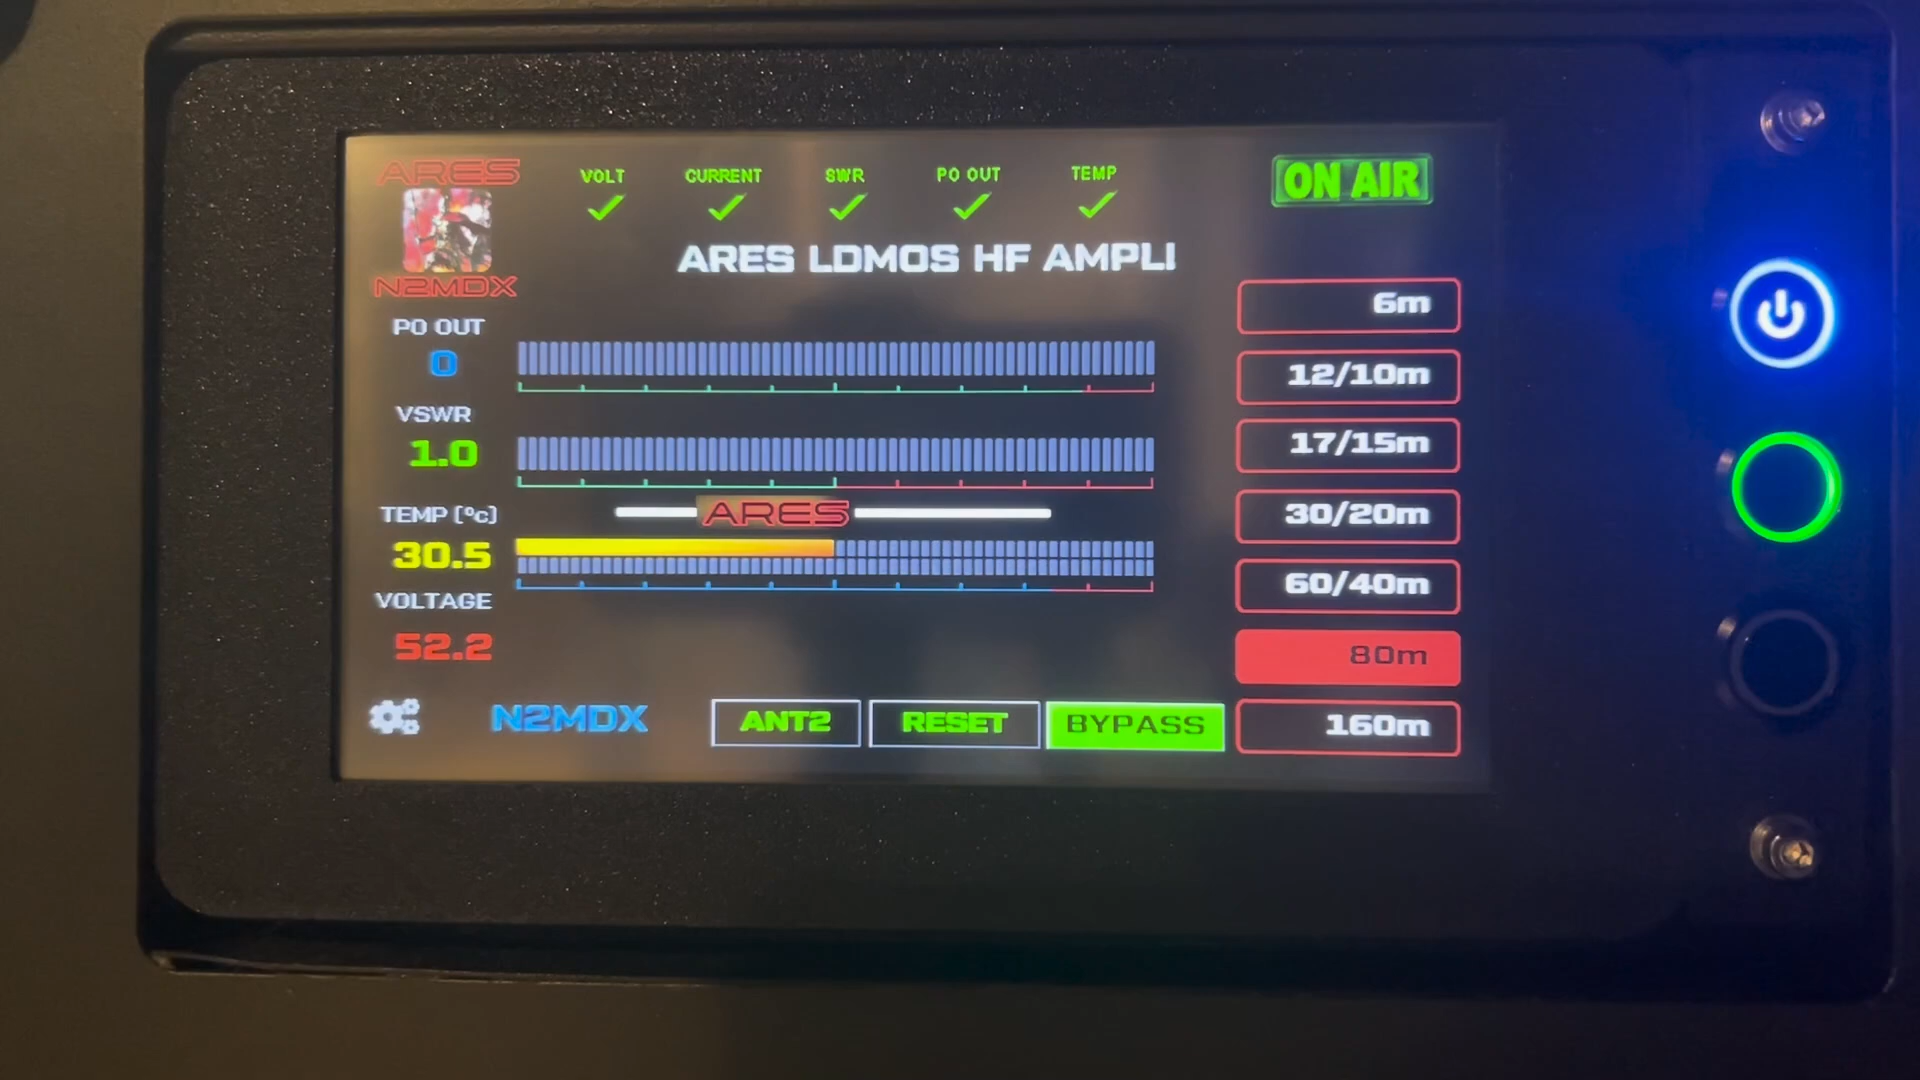 ARES
VOLT CURRENT SWR PO OUT TEMP
ON AIR
ARES LDMOS HF AMPLI
N2MDX
PO OUT
0
VSWR
1.0
ARES
TEMP (ºc)
30.5
VOLTAGE
52.2
N2MDX
ANT2
RESET
BYPASS
6m
12/10m
17/15m
30/20m
60/40m
80m
160m